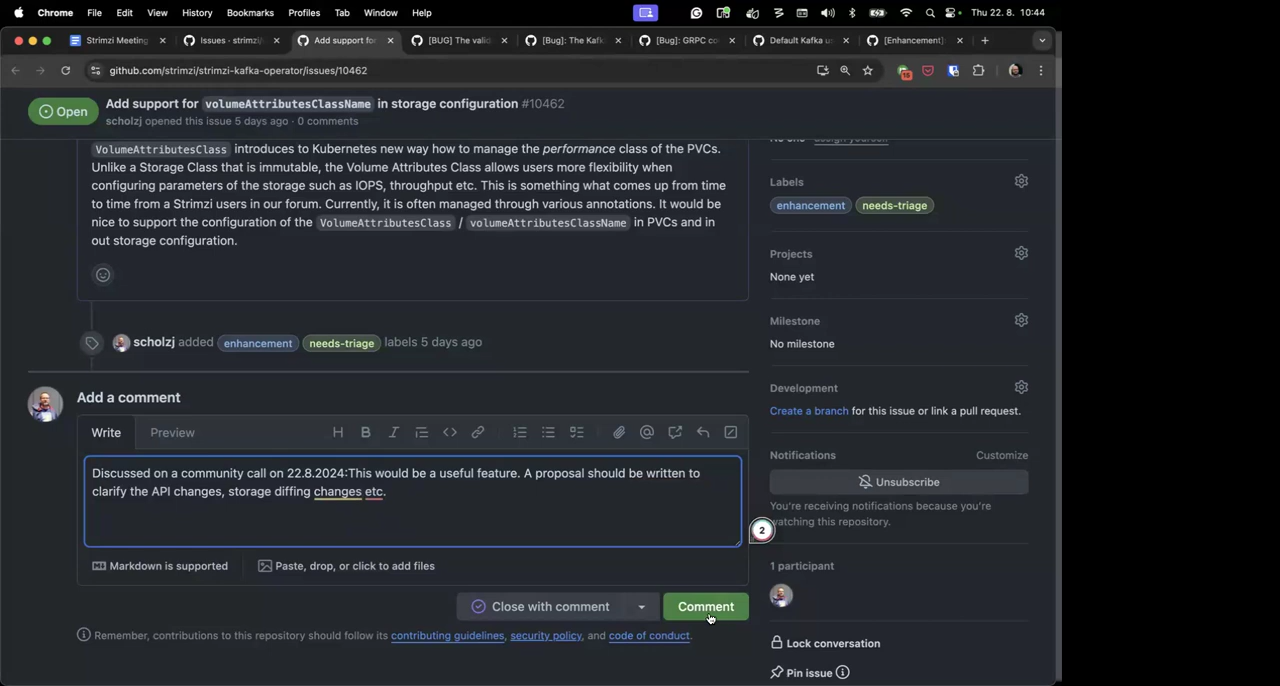 Chrome File Edit View History Bookmarks Profiles Tab Window Help Thu 22. 8. 10:44
Strimzi Meeting Issues · strimzi/ Add support for [BUG] The valid [Bug]: The Kafk [Bug]: GRPC co Default Kafka u [Enhancement]
github.com/strimzi/strimzi-kafka-operator/issues/10462 18
Open
Add support for volumeAttributesClassName in storage configuration #10462
scholzj opened this issue 5 days ago · 0 comments
VolumeAttributesClass introduces to Kubernetes new way how to manage the performance class of the PVCs.
Unlike a Storage Class that is immutable, the Volume Attributes Class allows users more flexibility when
configuring parameters of the storage such as IOPS, throughput etc. This is something what comes up from time
to time from a Strimzi users in our forum. Currently, it is often managed through various annotations. It would be
nice to support the configuration of the VolumeAttributesClass / volumeAttributesClassName in PVCs and in
out storage configuration.
scholzj added enhancement needs-triage labels 5 days ago
Add a comment
Write Preview
Discussed on a community call on 22.8.2024:This would be a useful feature. A proposal should be written to
clarify the API changes, storage diffing changes etc.
2
Markdown is supported Paste, drop, or click to add files
Close with comment Comment
Remember, contributions to this repository should follow its contributing guidelines, security policy, and code of conduct.
Labels
enhancement needs-triage
Projects
None yet
Milestone
No milestone
Development
Create a branch for this issue or link a pull request.
Notifications Customize
Unsubscribe
You're receiving notifications because you're
watching this repository.
1 participant
Lock conversation
Pin issue